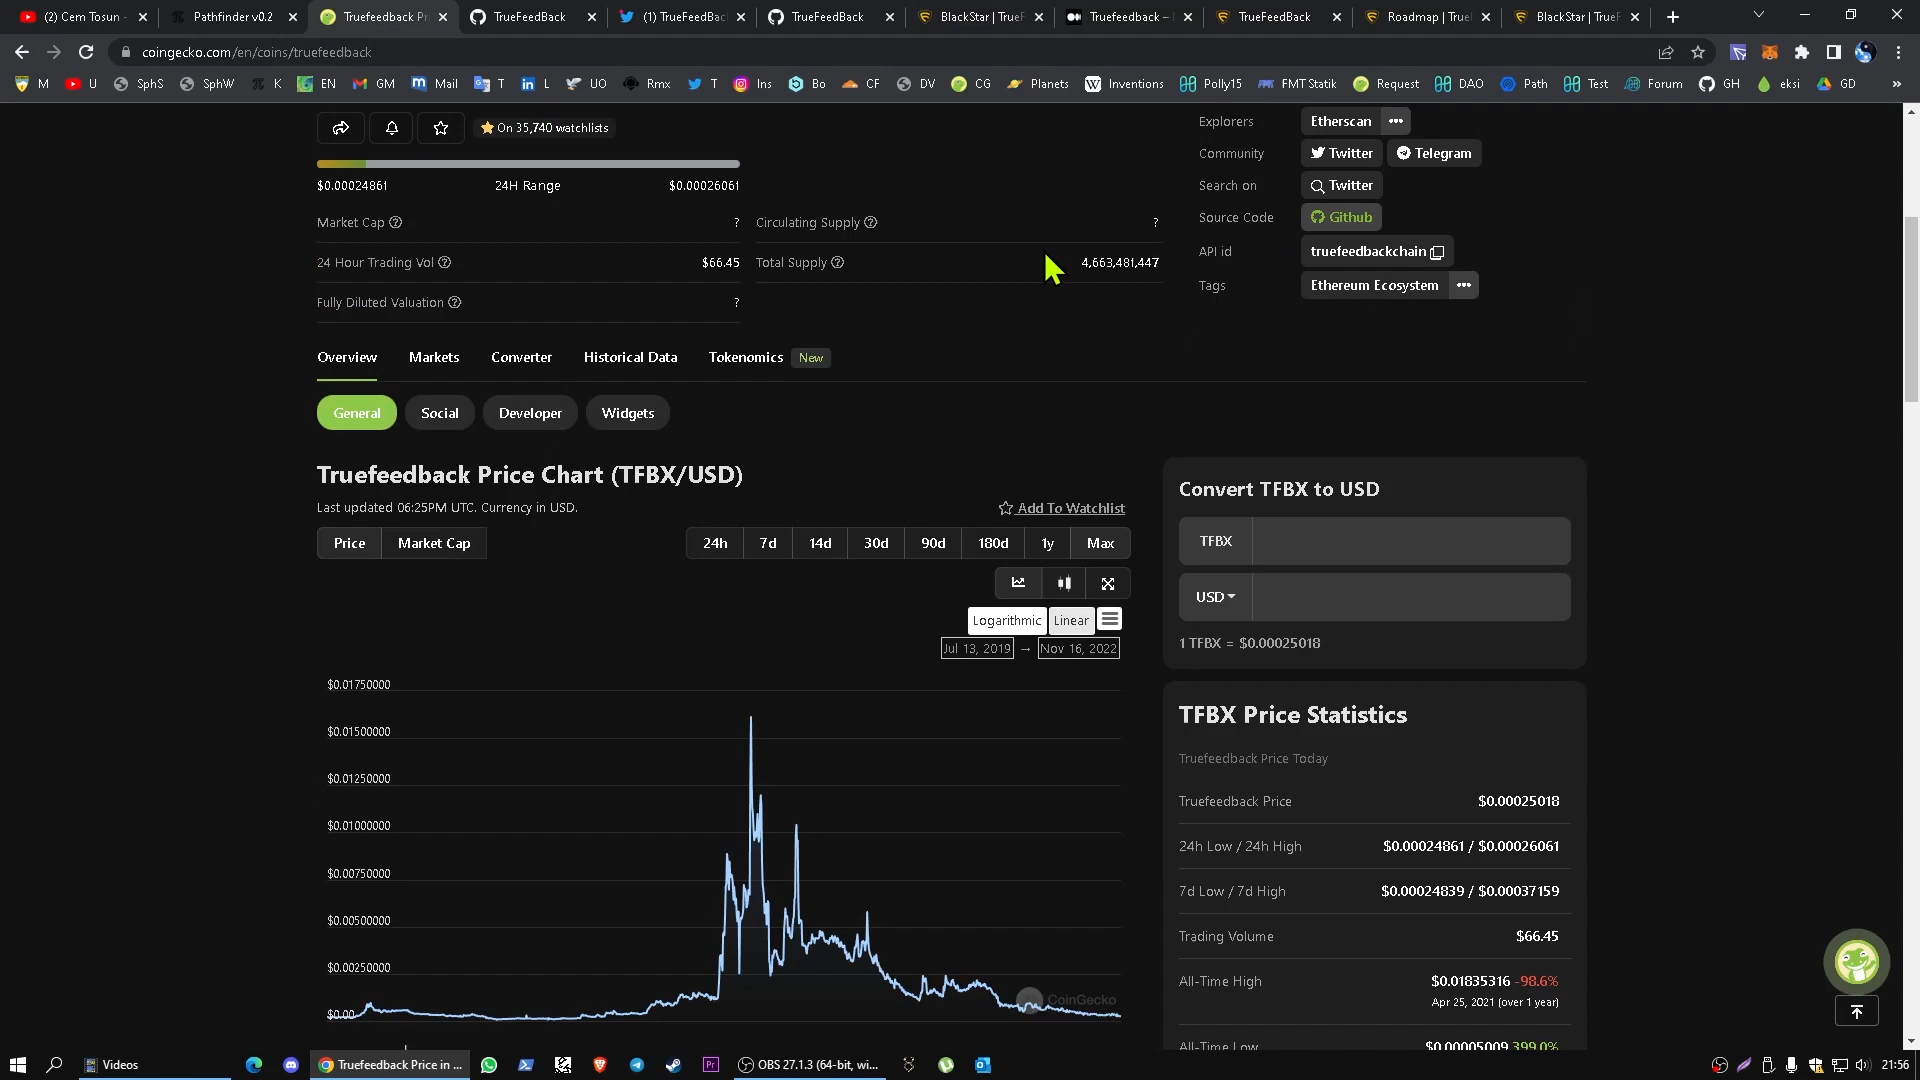 (2) Cem Tosun -
Pathfinder v0.2
Truefeedback Pri
TrueFeedBack
(1) TrueFeedBac
TrueFeedBack
BlackStar | TrueF
Truefeedback –
TrueFeedBack
Roadmap | True
BlackStar | TrueF
coingecko.com/en/coins/truefeedback
M
U
SphS
SphW
K
EN
GM
Mail
T
L
UO
Rmx
T
Ins
Bo
CF
DV
CG
Planets
Inventions
Polly15
FMT Statik
Request
DAO
Path
Test
Forum
GH
eksi
GD
»
On 35,740 watchlists
$0.00024861
24H Range
$0.00026061
Market Cap ?
?
Circulating Supply ?
?
24 Hour Trading Vol ?
$66.45
Total Supply ?
4,663,481,447
Fully Diluted Valuation ?
?
Explorers
Etherscan
Community
Twitter
Telegram
Search on
Twitter
Source Code
Github
API id
truefeedbackchain
Tags
Ethereum Ecosystem
Overview
Markets
Converter
Historical Data
Tokenomics
New
General
Social
Developer
Widgets
Truefeedback Price Chart (TFBX/USD)
Last updated 06:25PM UTC. Currency in USD.
Add To Watchlist
Price
Market Cap
24h
7d
14d
30d
90d
180d
1y
Max
Logarithmic
Linear
Jul 13, 2019
→
Nov 16, 2022
$0.01750000
$0.01500000
$0.01250000
$0.01000000
$0.00750000
$0.00500000
$0.00250000
$0.00
CoinGecko
Convert TFBX to USD
TFBX
USD
1 TFBX = $0.00025018
TFBX Price Statistics
Truefeedback Price Today
Truefeedback Price
$0.00025018
24h Low / 24h High
$0.00024861 / $0.00026061
7d Low / 7d High
$0.00024839 / $0.00037159
Trading Volume
$66.45
All-Time High
$0.01835316 -98.6%
Apr 25, 2021 (over 1 year)
All-Time Low
$0.00005009 399.0%
Videos
Truefeedback Price in ...
Pr
OBS 27.1.3 (64-bit, wi...
21:56